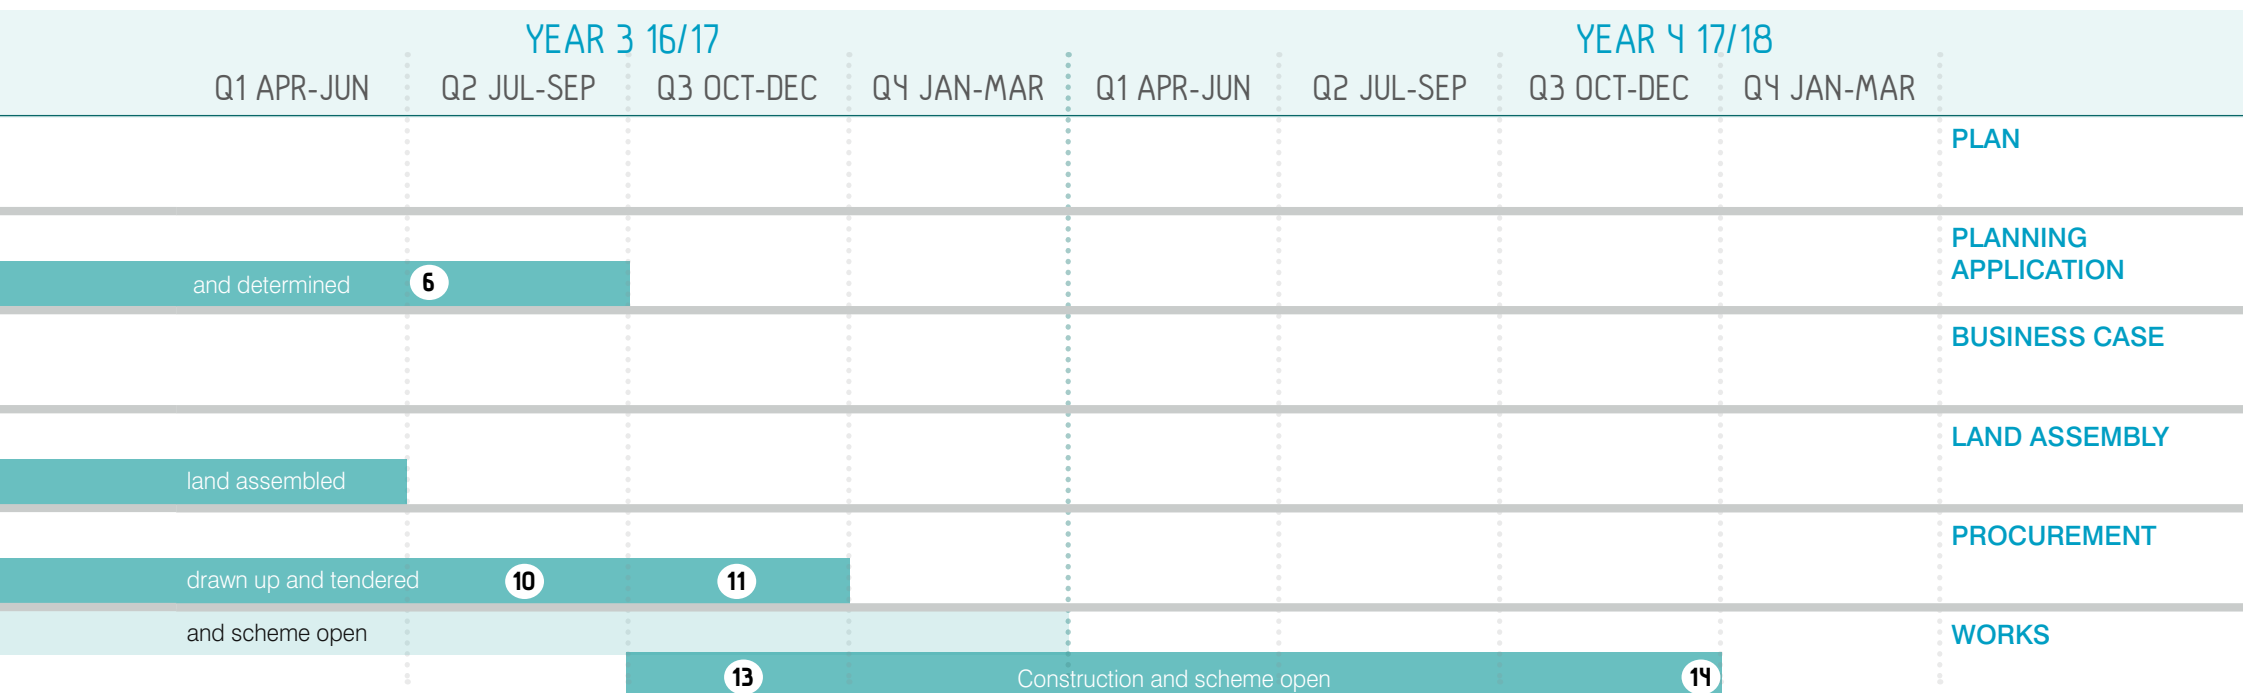 YEAR 3 16/17
YEAR 4 17/18
Q1 APR-JUN
Q2 JUL-SEP
Q3 OCT-DEC
Q4 JAN-MAR
Q1 APR-JUN
Q2 JUL-SEP
Q3 OCT-DEC
Q4 JAN-MAR
PLAN
PLANNING
APPLICATION
and determined
6
BUSINESS CASE
LAND ASSEMBLY
land assembled
PROCUREMENT
drawn up and tendered
10
11
and scheme open
WORKS
13
Construction and scheme open
14